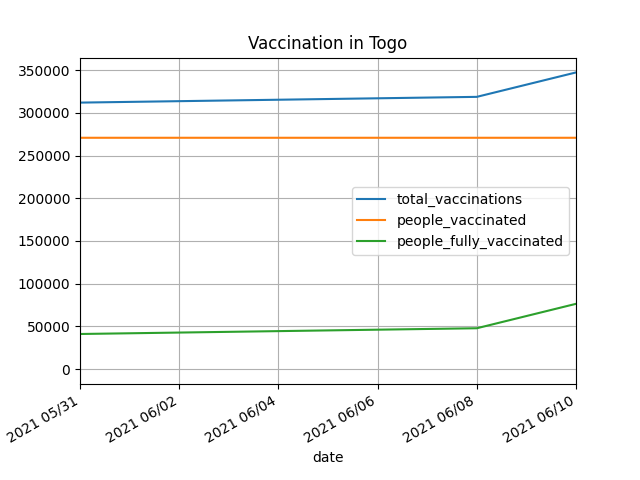 Vaccination in Togo
350000
300000
250000
200000
150000
100000
50000
0
total_vaccinations
people_vaccinated
people_fully_vaccinated
2021 05/31
2021 06/02
2021 06/04
2021 06/06
2021 06/08
2021 06/10
date